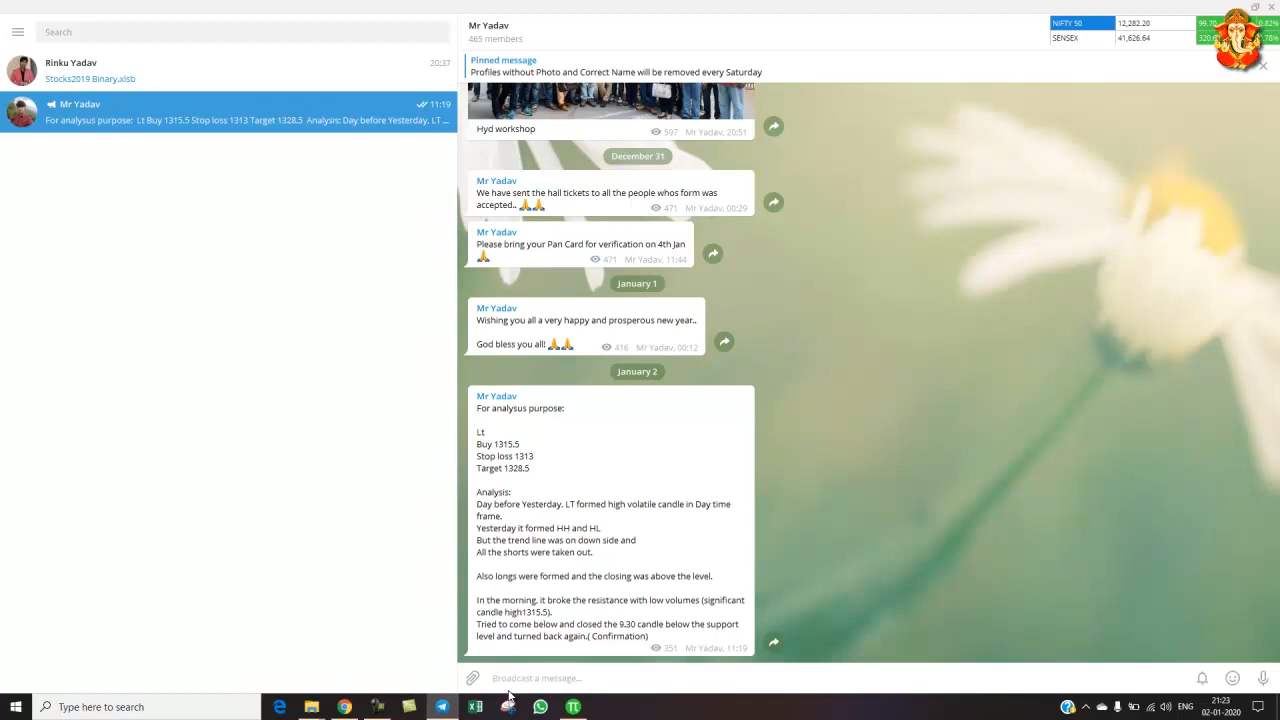 Search
Rinku Yadav
20:37
Stocks2019 Binary.xlsb
Mr Yadav
11:19
For analysus purpose: Lt Buy 1315.5 Stop loss 1313 Target 1328.5 Analysis: Day before Yesterday, LT ...
Mr Yadav
465 members
NIFTY 50 12,282.20 99.70 0.82%
SENSEX 41,626.64
Pinned message
Profiles without Photo and Correct Name will be removed every Saturday
Hyd workshop
597 Mr Yadav, 20:51
December 31
Mr Yadav
We have sent the hall tickets to all the people whos form was
accepted.. 🙏🙏
471 Mr Yadav, 00:29
Mr Yadav
Please bring your Pan Card for verification on 4th Jan
🙏
471 Mr Yadav, 11:44
January 1
Mr Yadav
Wishing you all a very happy and prosperous new year..
God bless you all! 🙏🙏
416 Mr Yadav, 00:12
January 2
Mr Yadav
For analysus purpose:
Lt
Buy 1315.5
Stop loss 1313
Target 1328.5
Analysis:
Day before Yesterday, LT formed high volatile candle in Day time
frame.
Yesterday it formed HH and HL
But the trend line was on down side and
All the shorts were taken out.
Also longs were formed and the closing was above the level.
In the morning, it broke the resistance with low volumes (significant
candle high1315.5).
Tried to come below and closed the 9.30 candle below the support
level and turned back again.( Confirmation)
351 Mr Yadav, 11:19
Broadcast a message...
Type here to search
ENG
21:23
02-01-2020